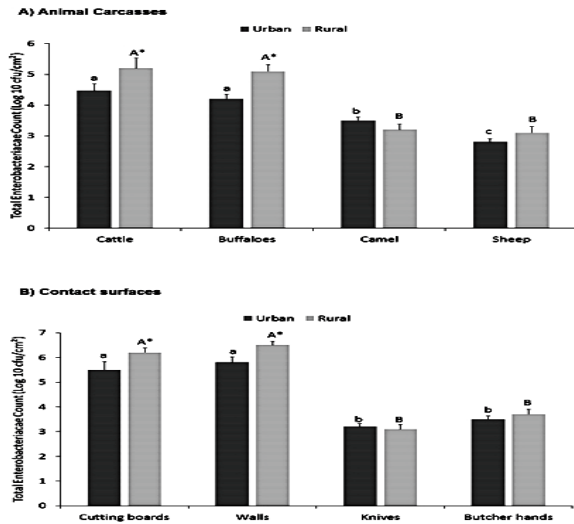 A) Animal Carcasses
Urban Rural
Total Enterobacteriacae Count (Log 10 cfu/cm²)
6
5
4
3
2
1
0
a A* a A* b B c B
Cattle Buffaloes Camel Sheep
B) Contact surfaces
Urban Rural
Total Enterobacteriacae Count (Log 10 cfu/cm²)
7
6
5
4
3
2
1
0
a A* a A* b B b B
Cutting boards Walls Knives Butcher hands